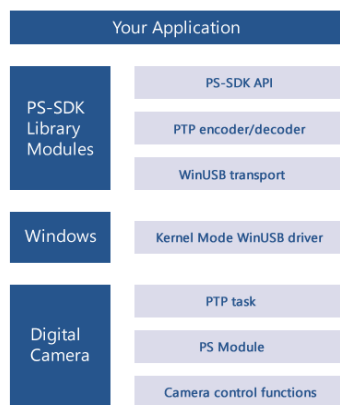 Your Application
PS-SDK
Library
Modules
PS-SDK API
PTP encoder/decoder
WinUSB transport
Windows
Kernel Mode WinUSB driver
Digital
Camera
PTP task
PS Module
Camera control functions